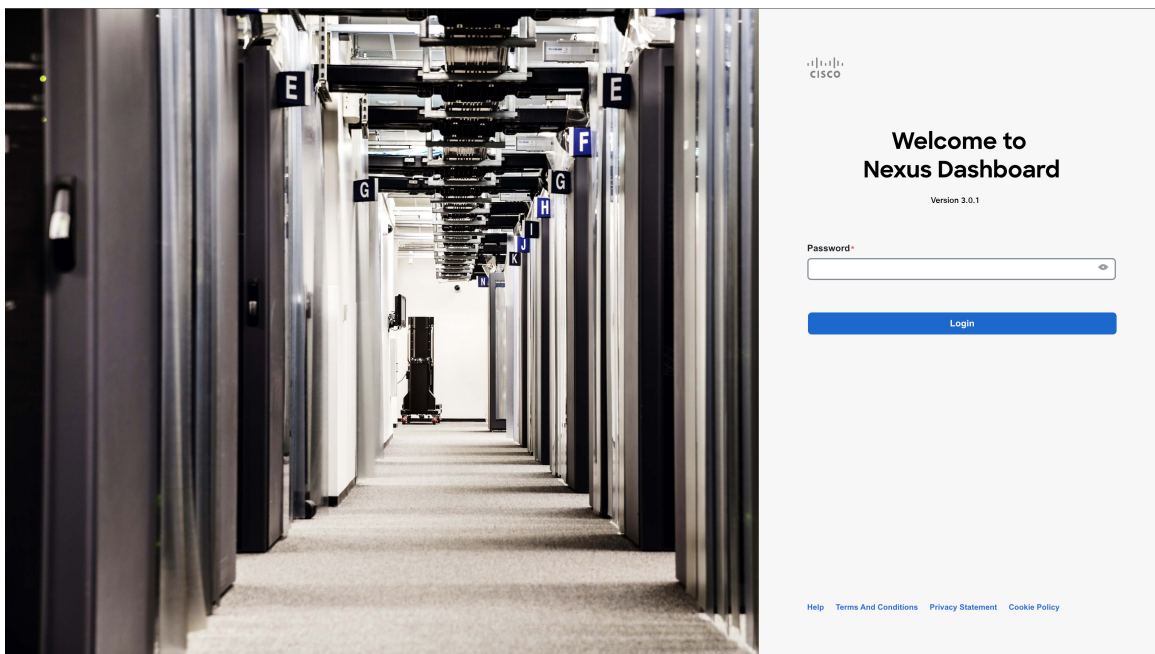 E
E
F
G
G
H
I
J
K
N
CISCO
Welcome to
Nexus Dashboard
Version 3.0.1
Password*
Login
Help Terms And Conditions Privacy Statement Cookie Policy